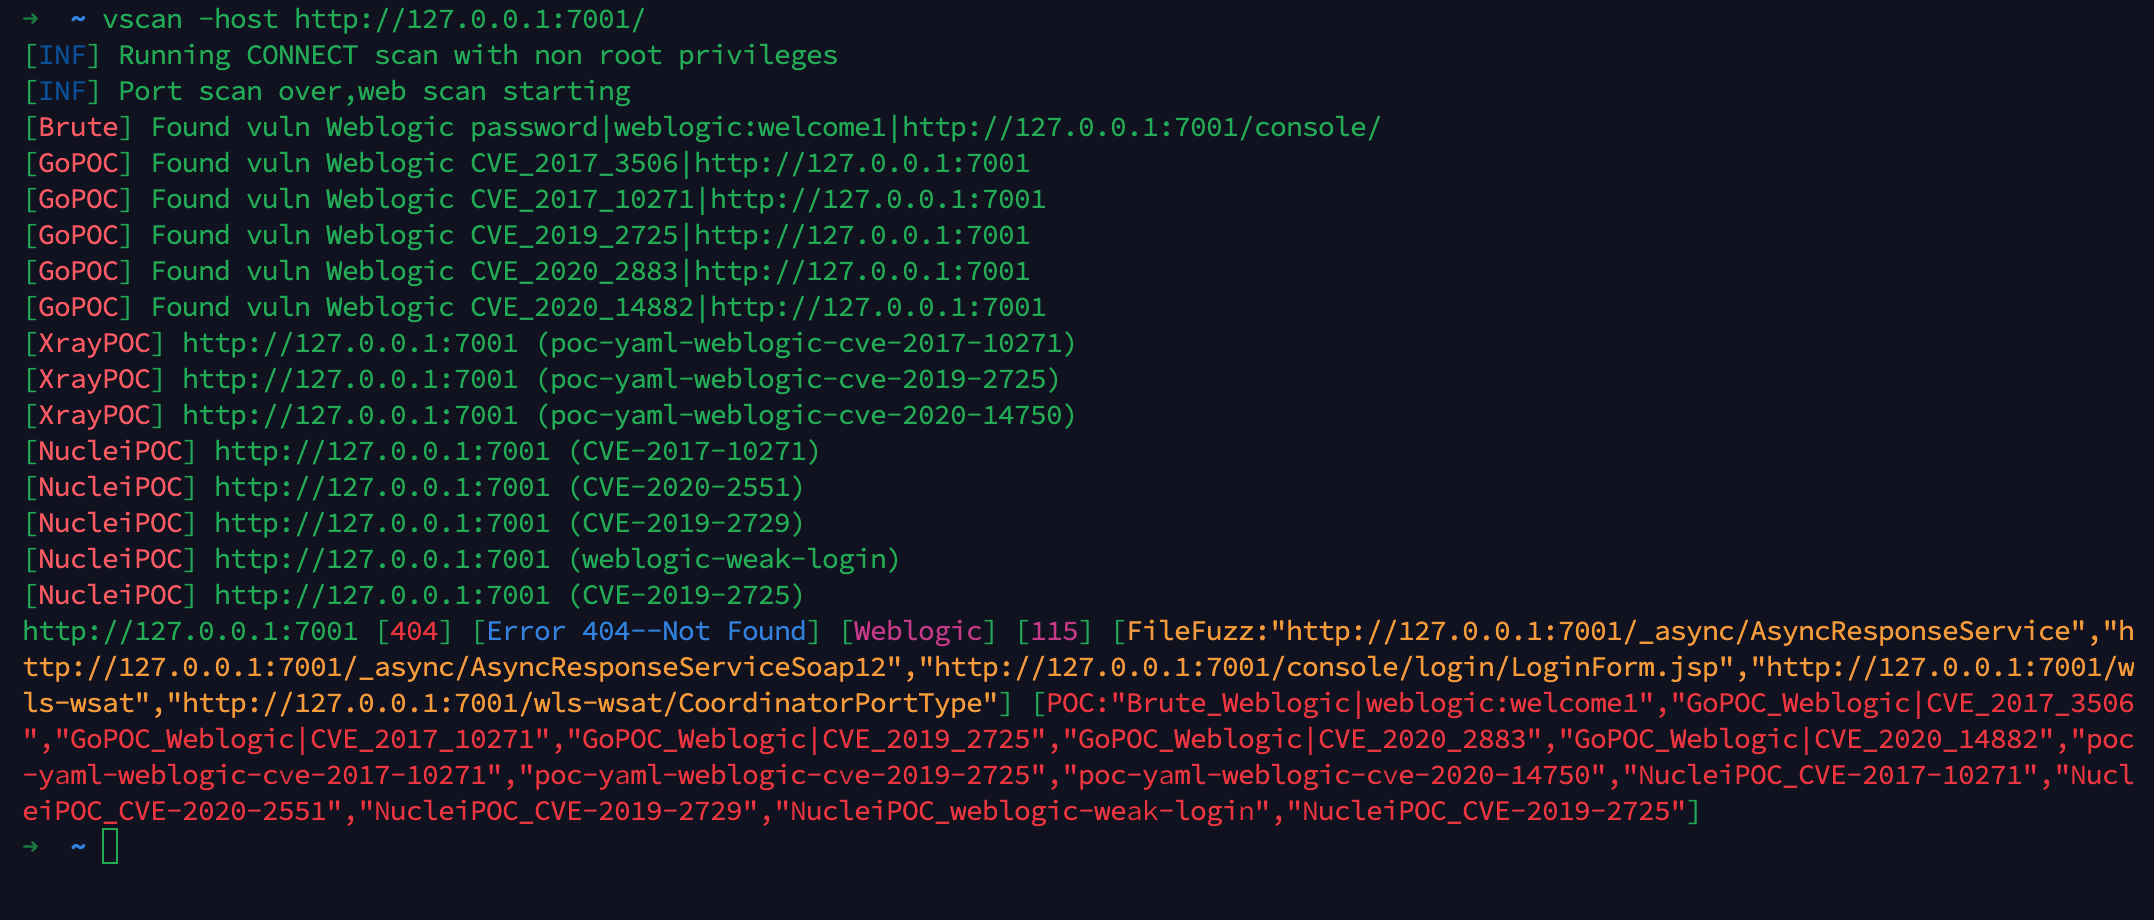 →  ~ vscan -host http://127.0.0.1:7001/
[INF] Running CONNECT scan with non root privileges
[INF] Port scan over,web scan starting
[Brute] Found vuln Weblogic password|weblogic:welcome1|http://127.0.0.1:7001/console/
[GoPOC] Found vuln Weblogic CVE_2017_3506|http://127.0.0.1:7001
[GoPOC] Found vuln Weblogic CVE_2017_10271|http://127.0.0.1:7001
[GoPOC] Found vuln Weblogic CVE_2019_2725|http://127.0.0.1:7001
[GoPOC] Found vuln Weblogic CVE_2020_2883|http://127.0.0.1:7001
[GoPOC] Found vuln Weblogic CVE_2020_14882|http://127.0.0.1:7001
[XrayPOC] http://127.0.0.1:7001 (poc-yaml-weblogic-cve-2017-10271)
[XrayPOC] http://127.0.0.1:7001 (poc-yaml-weblogic-cve-2019-2725)
[XrayPOC] http://127.0.0.1:7001 (poc-yaml-weblogic-cve-2020-14750)
[NucleiPOC] http://127.0.0.1:7001 (CVE-2017-10271)
[NucleiPOC] http://127.0.0.1:7001 (CVE-2020-2551)
[NucleiPOC] http://127.0.0.1:7001 (CVE-2019-2729)
[NucleiPOC] http://127.0.0.1:7001 (weblogic-weak-login)
[NucleiPOC] http://127.0.0.1:7001 (CVE-2019-2725)
http://127.0.0.1:7001 [404] [Error 404--Not Found] [Weblogic] [115] [FileFuzz:"http://127.0.0.1:7001/_async/AsyncResponseService","h
ttp://127.0.0.1:7001/_async/AsyncResponseServiceSoap12","http://127.0.0.1:7001/console/login/LoginForm.jsp","http://127.0.0.1:7001/w
ls-wsat","http://127.0.0.1:7001/wls-wsat/CoordinatorPortType"] [POC:"Brute_Weblogic|weblogic:welcome1","GoPOC_Weblogic|CVE_2017_3506
","GoPOC_Weblogic|CVE_2017_10271","GoPOC_Weblogic|CVE_2019_2725","GoPOC_Weblogic|CVE_2020_2883","GoPOC_Weblogic|CVE_2020_14882","poc
-yaml-weblogic-cve-2017-10271","poc-yaml-weblogic-cve-2019-2725","poc-yaml-weblogic-cve-2020-14750","NucleiPOC_CVE-2017-10271","Nucl
eiPOC_CVE-2020-2551","NucleiPOC_CVE-2019-2729","NucleiPOC_weblogic-weak-login","NucleiPOC_CVE-2019-2725"]
→  ~